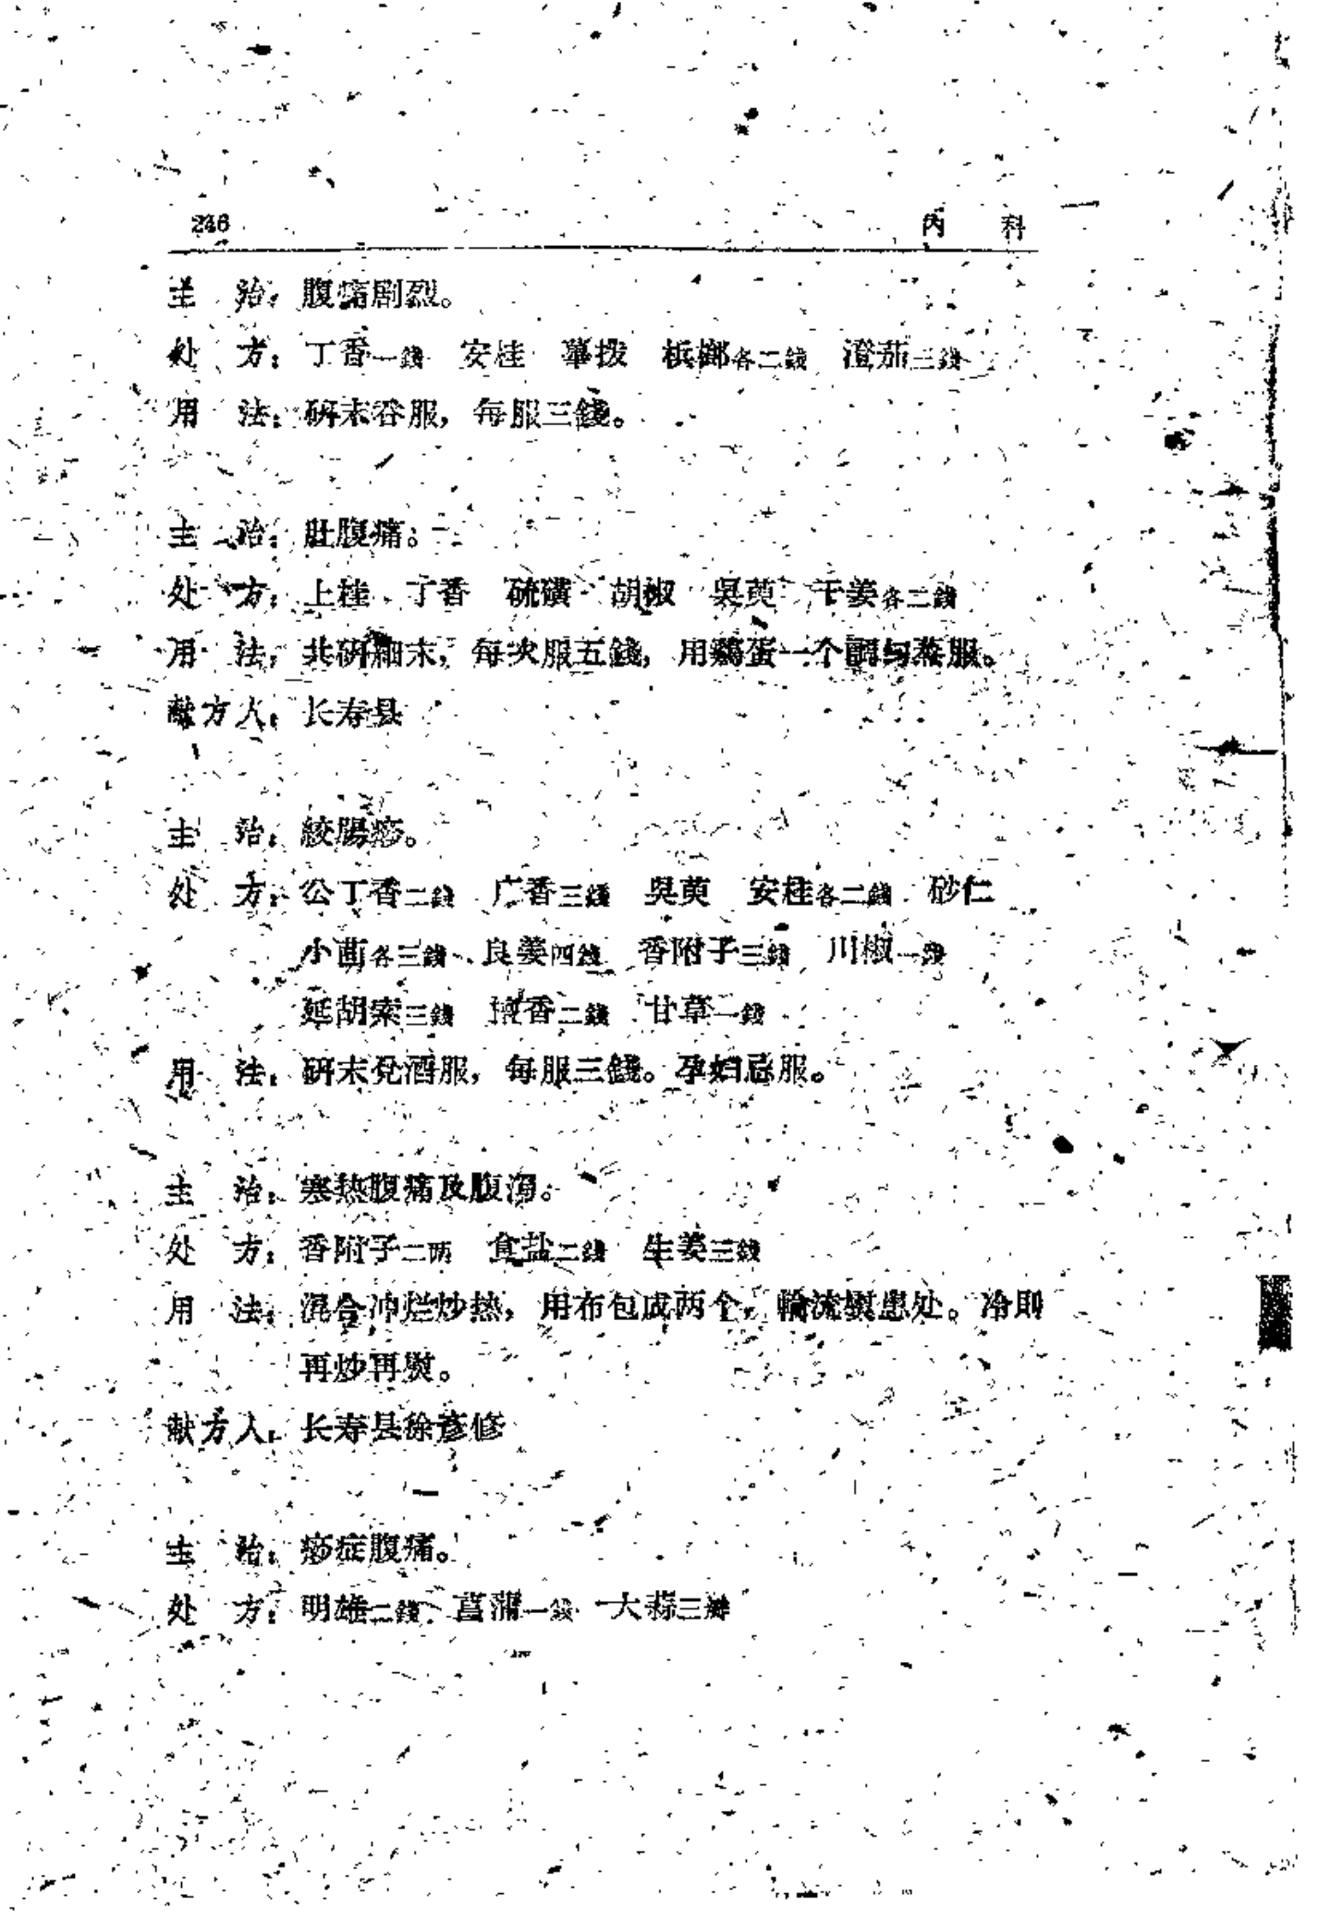 246 内科
主治：腹痛剧烈。
处方：丁香一錢 安桂 蓽拨 槟榔各二錢 澄茄三錢
用法：研末吞服，每服三錢。
主治：肚腹痛。
处方：上桂 丁香 硫磺 胡椒 吳萸 干姜各二錢
用法：共研細末，每次服五錢，用鷄蛋一个調勻蒸服。
献方人：长寿县
主治：絞腸痧。
处方：公丁香二錢 广香三錢 吳萸 安桂各二錢 砂仁
小茴各三錢 良姜四錢 香附子三錢 川椒一錢
延胡索三錢 香二錢 甘草一錢
用法：研末兌酒服，每服三錢。孕妇忌服。
主治：寒热腹痛及腹泻。
处方：香附子二两 食盐二錢 生姜三錢
用法：混合冲烂炒热，用布包成两个，輪流熨患处。冷則
再炒再熨。
献方人：长寿县徐彦修
主治：痧症腹痛。
处方：明雄二錢 菖蒲一錢 大蒜三瓣